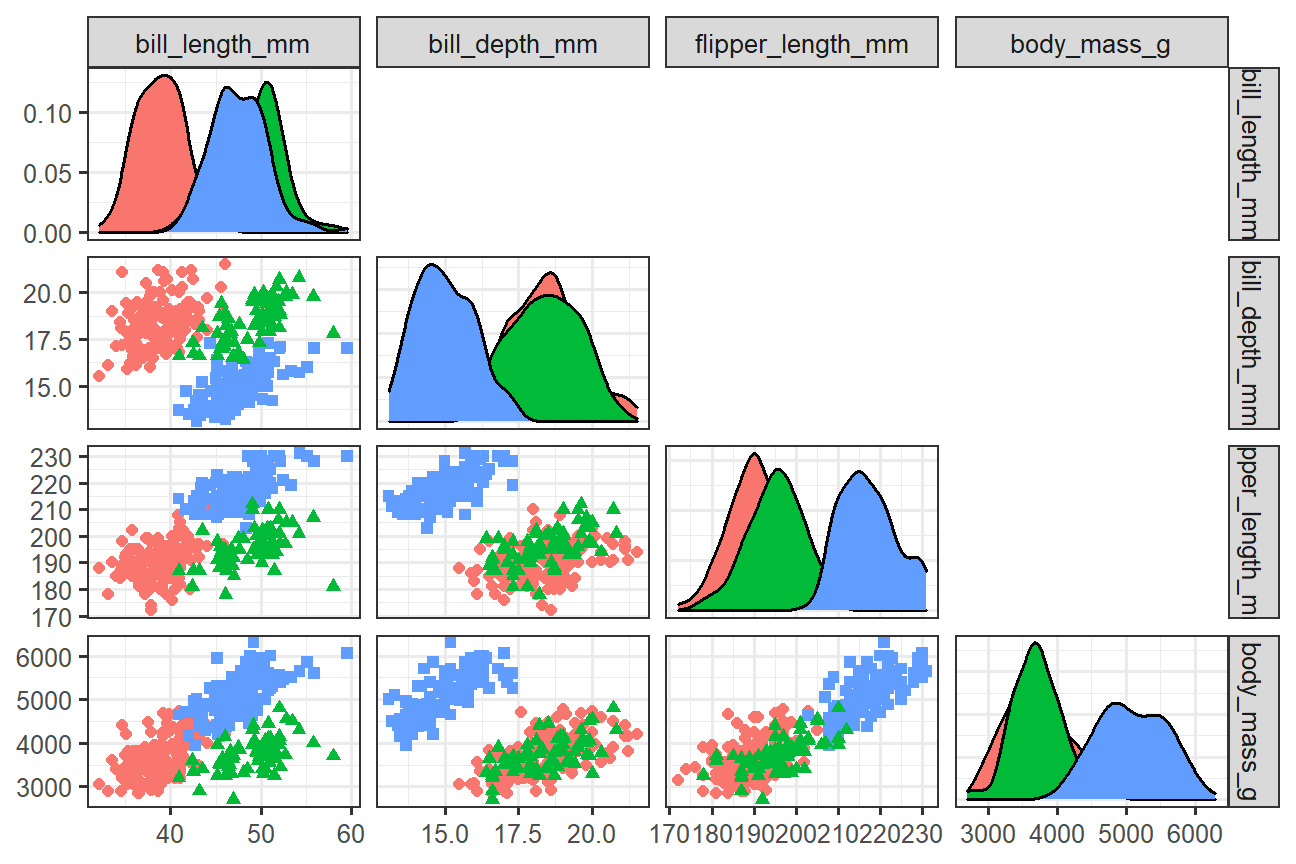 bill_length_mm bill_depth_mm flipper_length_mm body_mass_g
0.10
0.05
0.00
bill_length_mm
20.0
17.5
15.0
bill_depth_mm
230
220
210
200
190
180
170
pper_length_m
6000
5000
4000
3000
body_mass_g
40 50 60 15.0 17.5 20.0 170 180 190 200 210 220 230 3000 4000 5000 6000